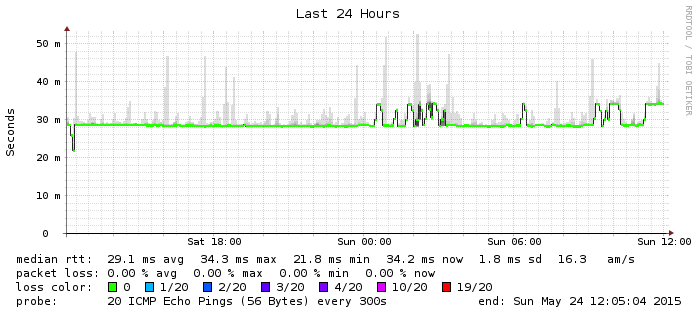 Last 24 Hours
RRDTOOL / TOBI OETIKER
Seconds
50 m
40 m
30 m
20 m
10 m
0
Sat 18:00 Sun 00:00 Sun 06:00 Sun 12:00
median rtt: 29.1 ms avg 34.3 ms max 21.8 ms min 34.2 ms now 1.8 ms sd 16.3 am/s
packet loss: 0.00 % avg 0.00 % max 0.00 % min 0.00 % now
loss color: 0 1/20 2/20 3/20 4/20 10/20 19/20
probe: 20 ICMP Echo Pings (56 Bytes) every 300s end: Sun May 24 12:05:04 2015